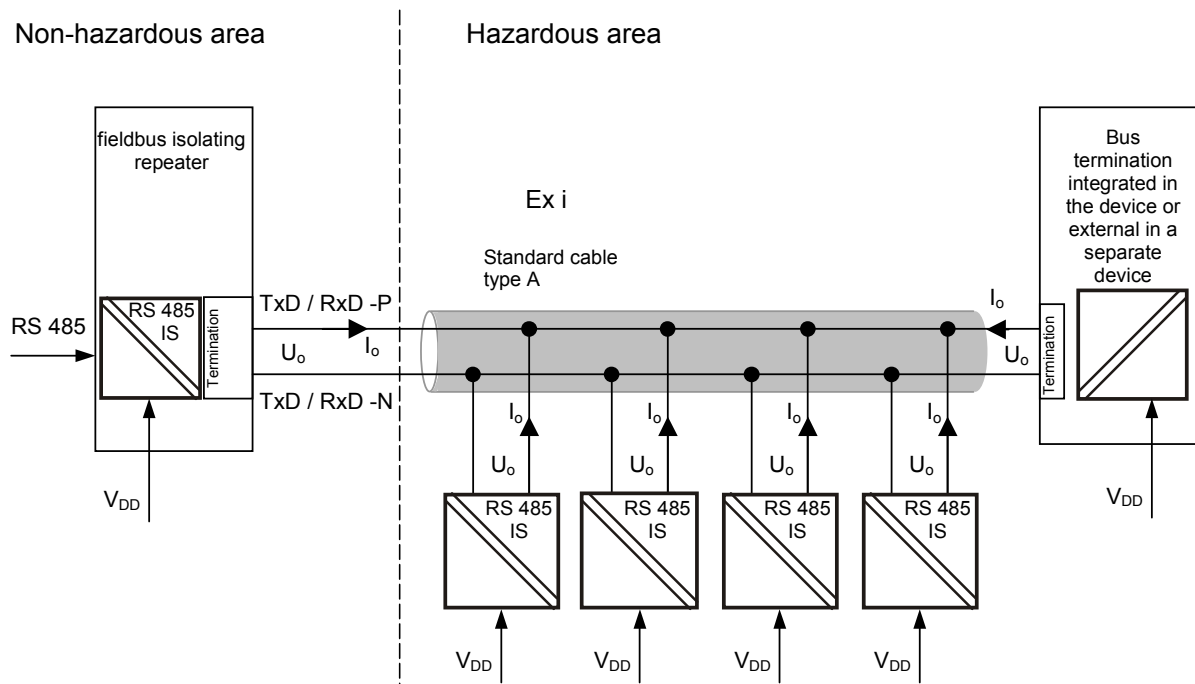 Non-hazardous area
Hazardous area
fieldbus isolating
repeater
Bus
termination
integrated in
the device or
external in a
separate
device
Ex i
Standard cable
type A
RS 485
RS 485
IS
Termination
TxD / RxD -P
Io
Uo
TxD / RxD -N
Io
Uo
Termination
Io
Io
Io
Io
Uo
Uo
Uo
Uo
RS 485
IS
RS 485
IS
RS 485
IS
RS 485
IS
VDD
VDD
VDD
VDD
VDD
VDD